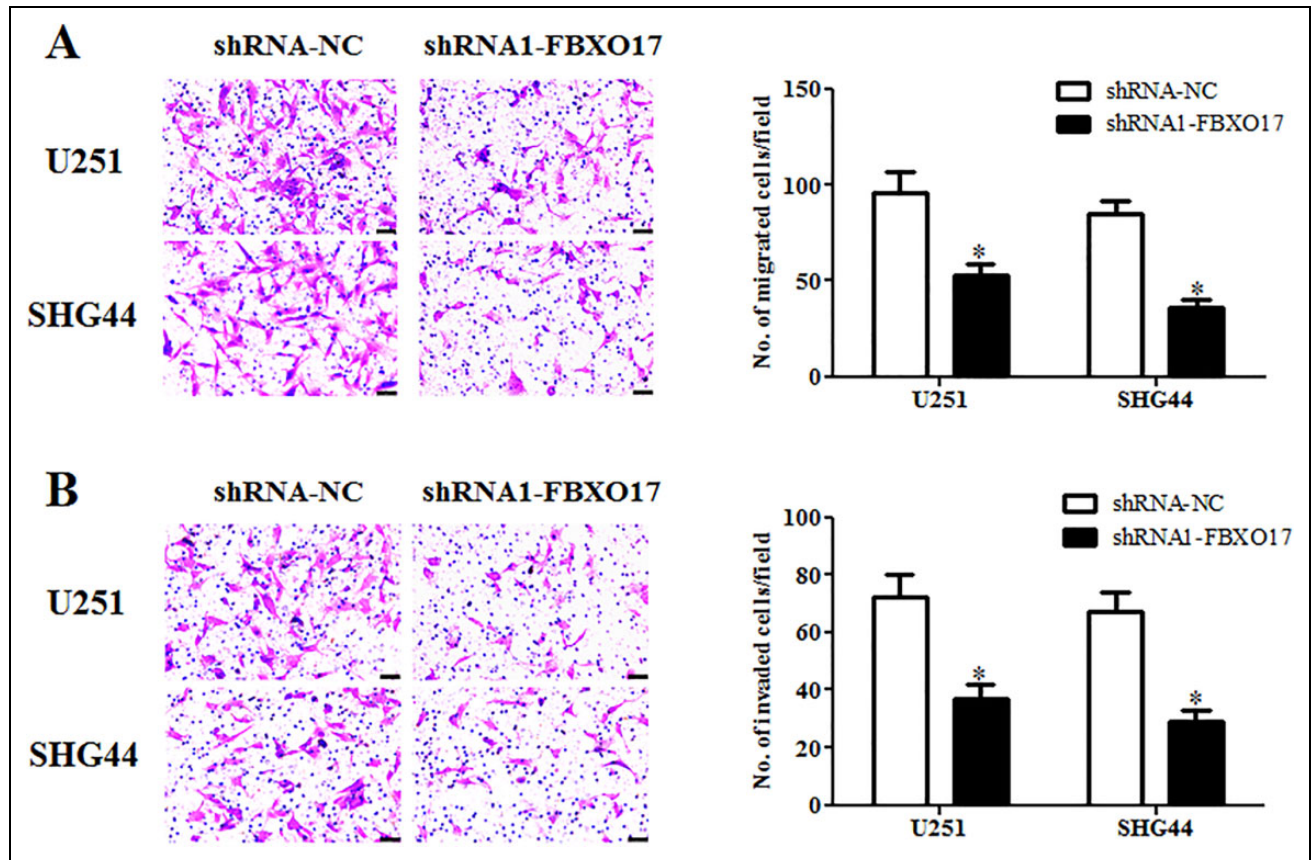 A
shRNA-NC shRNA1-FBXO17
U251
SHG44
No. of migrated cells/field
150
100
50
0
shRNA-NC
shRNA1-FBXO17
*
*
U251 SHG44
B
shRNA-NC shRNA1-FBXO17
U251
SHG44
No. of invaded cells/field
100
80
60
40
20
0
shRNA-NC
shRNA1-FBXO17
*
*
U251 SHG44